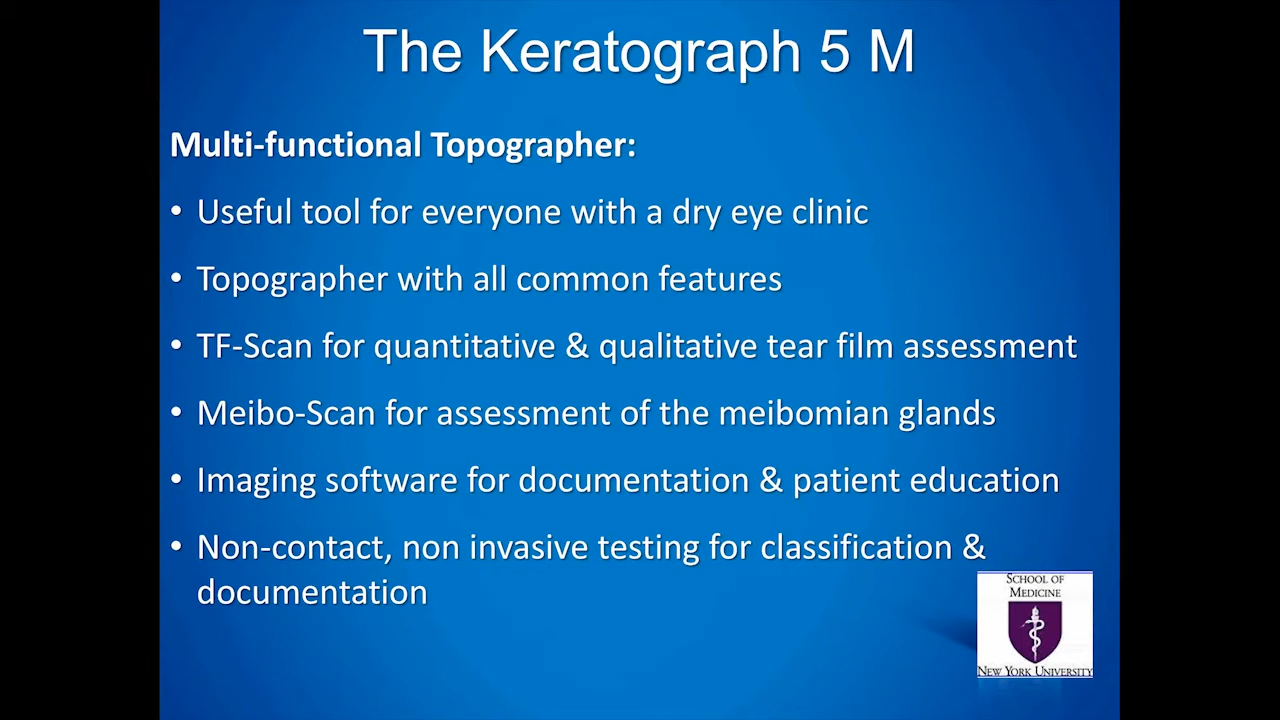 The Keratograph 5 M
Multi-functional Topographer:
• Useful tool for everyone with a dry eye clinic
• Topographer with all common features
• TF-Scan for quantitative & qualitative tear film assessment
• Meibo-Scan for assessment of the meibomian glands
• Imaging software for documentation & patient education
• Non-contact, non invasive testing for classification &
documentation
SCHOOL OF
MEDICINE
NEW YORK UNIVERSITY